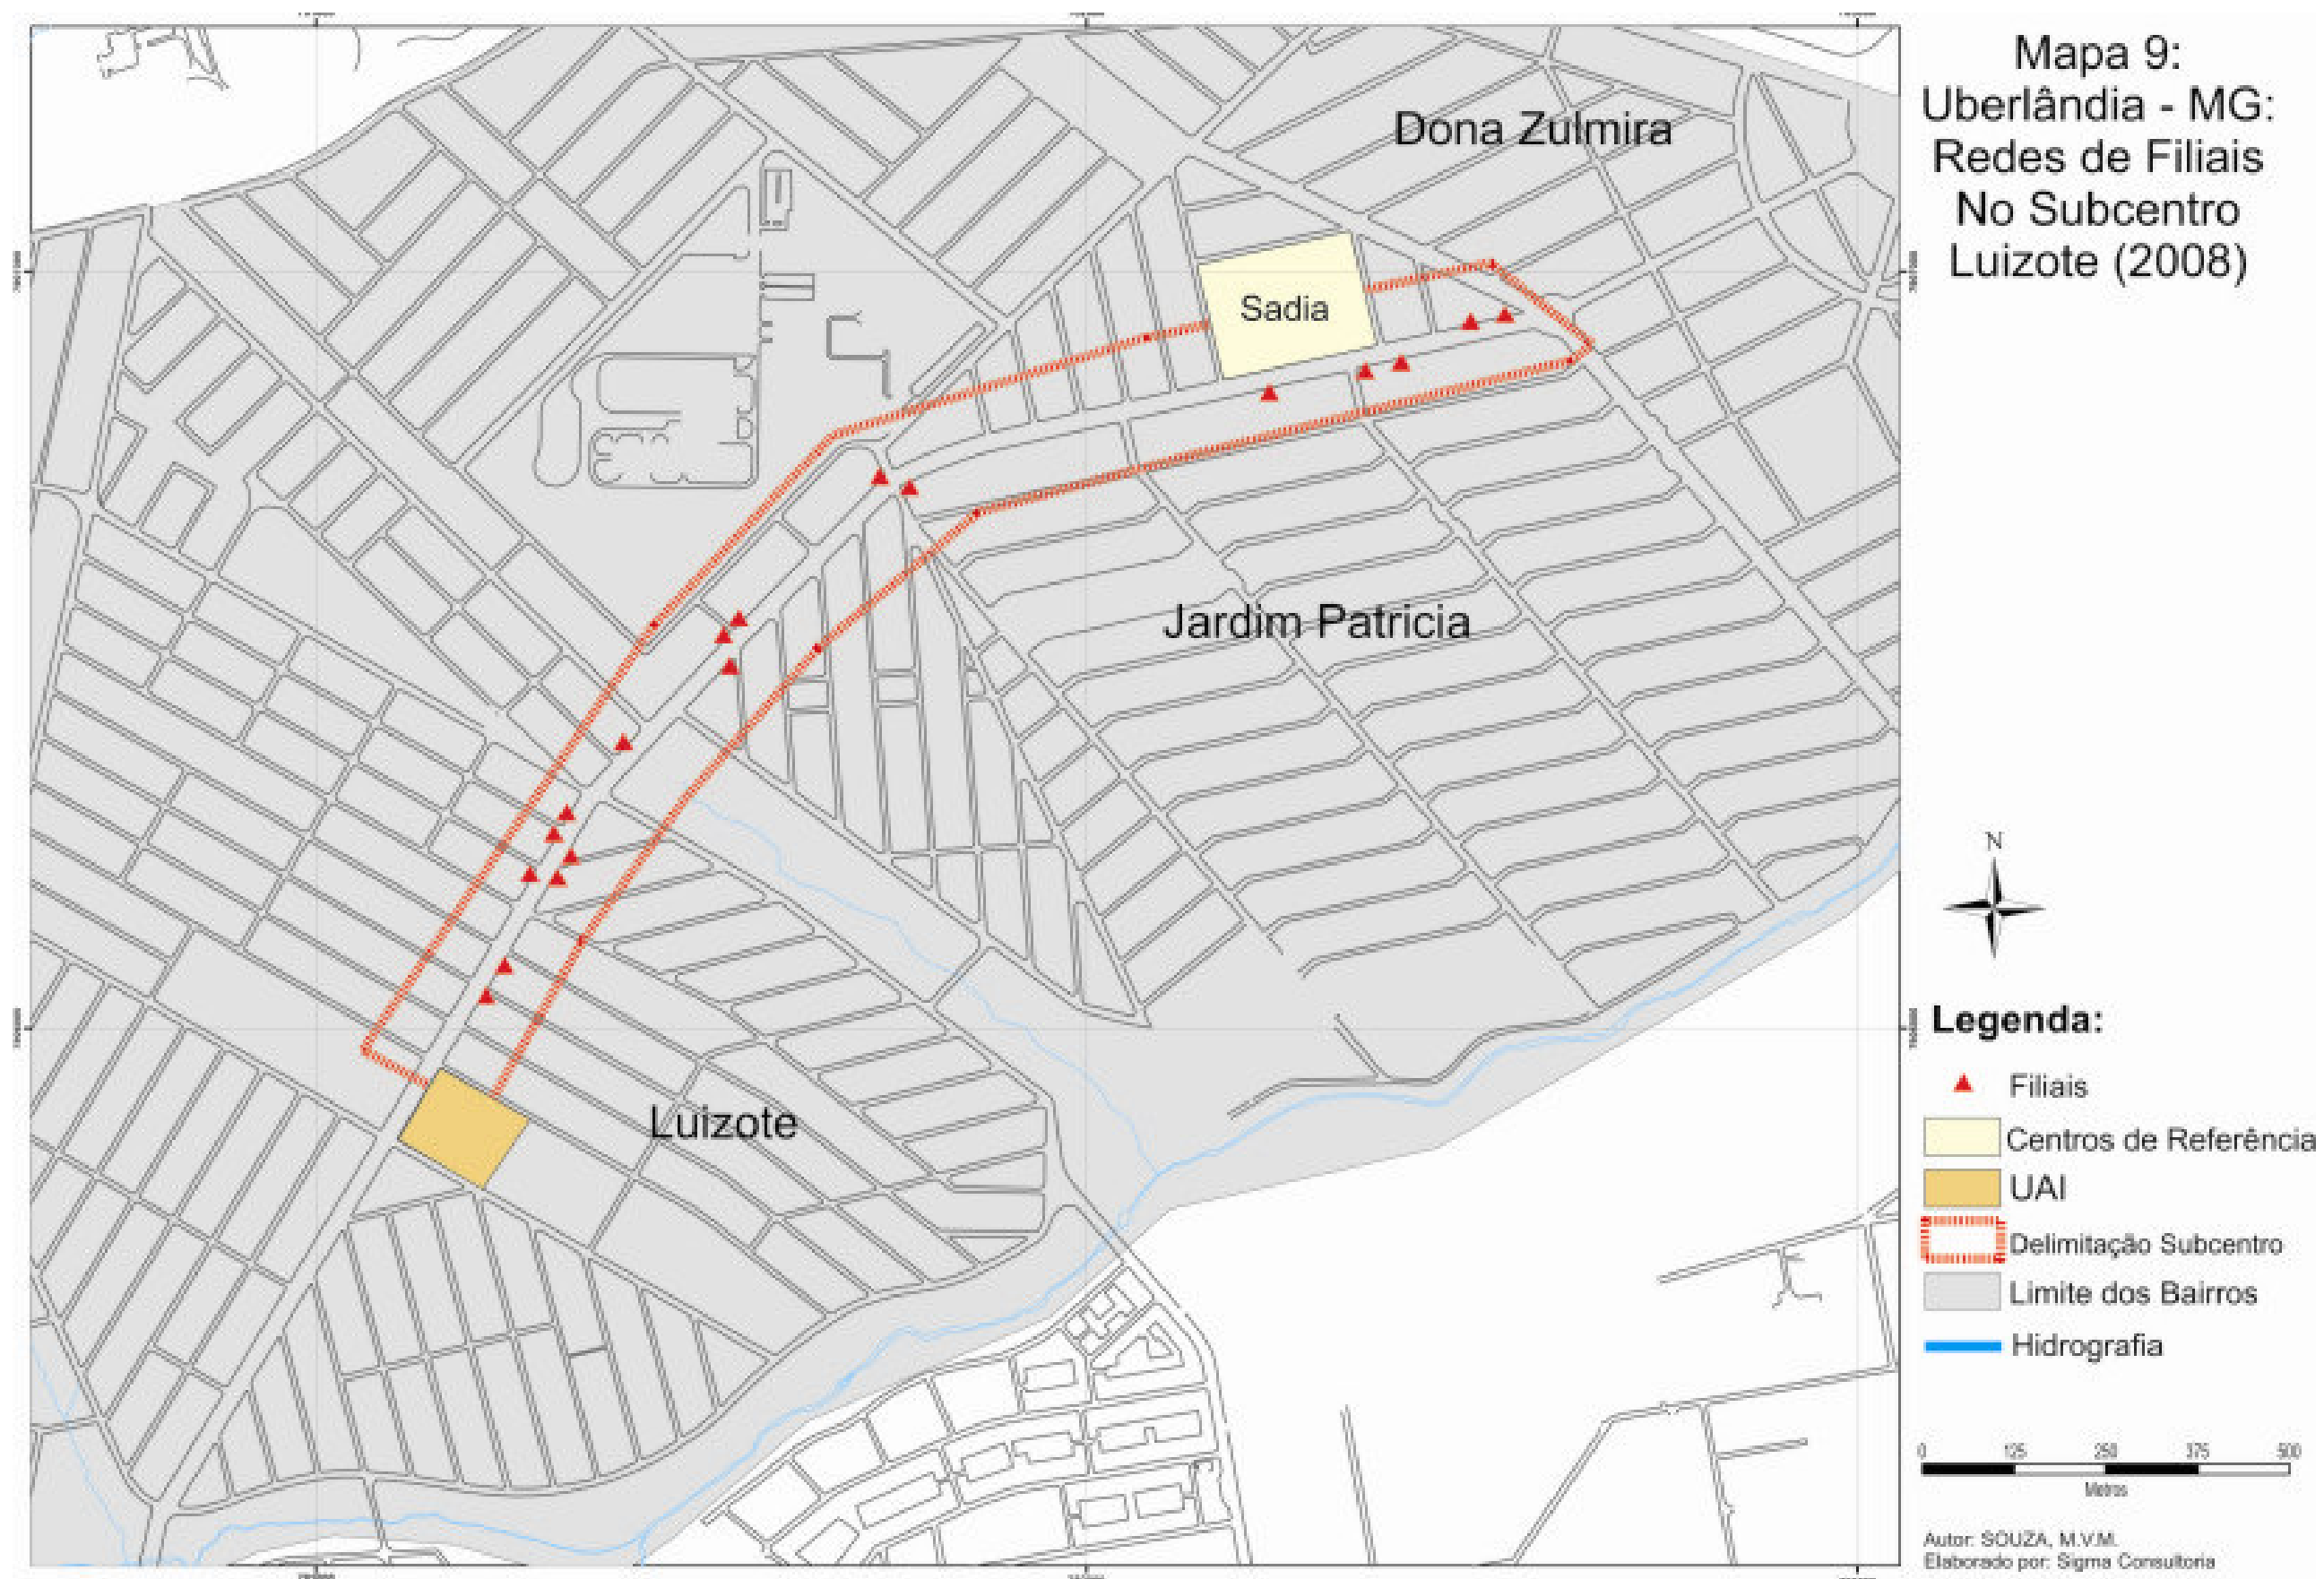 Mapa 9:
Uberlândia - MG:
Redes de Filiais
No Subcentro
Luizote (2008)
Dona Zulmira
Sadia
Jardim Patricia
Luizote
N
Legenda:
Filiais
Centros de Referência
UAI
Delimitação Subcentro
Limite dos Bairros
Hidrografia
0 125 250 375 500
Metros
Autor: SOUZA, M.V.M.
Elaborado por: Sigma Consultoria